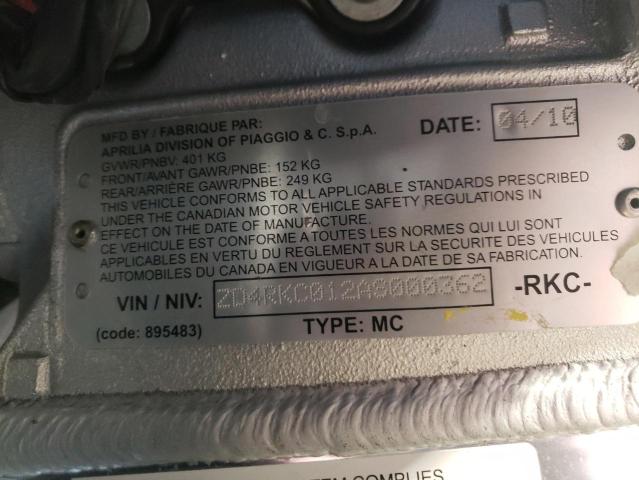 MFD BY / FABRIQUE PAR:
APRILIA DIVISION OF PIAGGIO & C. S.p.A.
DATE: 04/10
GVWR/PNBV: 401 KG
FRONT/AVANT GAWR/PNBE: 152 KG
REAR/ARRIÈRE GAWR/PNBE: 249 KG
THIS VEHICLE CONFORMS TO ALL APPLICABLE STANDARDS PRESCRIBED
UNDER THE CANADIAN MOTOR VEHICLE SAFETY REGULATIONS IN
EFFECT ON THE DATE OF MANUFACTURE.
CE VEHICULE EST CONFORME A TOUTES LES NORMES QUI LUI SONT
APPLICABLES EN VERTU DU REGLEMENT SUR LA SECURITE DES VEHICULES
AUTOMOBILES DU CANADA EN VIGUEUR A LA DATE DE SA FABRICATION.
VIN / NIV: ZD4RKC012AS000362 -RKC-
(code: 895483) TYPE: MC
COMPLIES